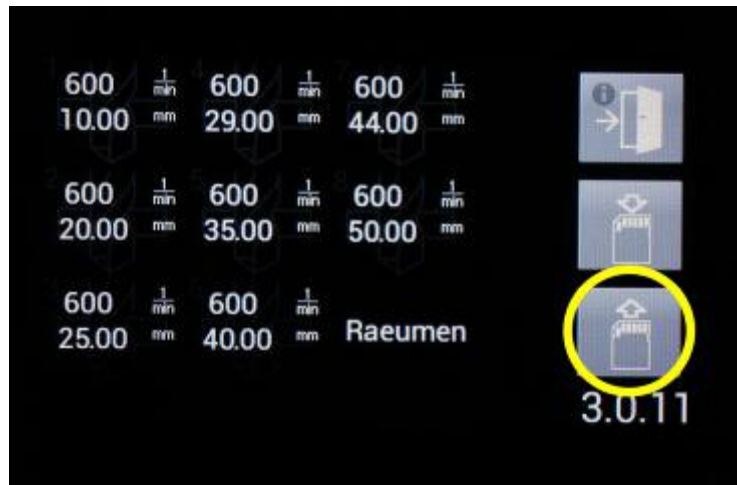 600 1/min 600 1/min 600 1/min
10.00 mm 29.00 mm 44.00 mm
600 1/min 600 1/min 600 1/min
20.00 mm 35.00 mm 50.00 mm
600 1/min 600 1/min
25.00 mm 40.00 mm Raeumen
3.0.11